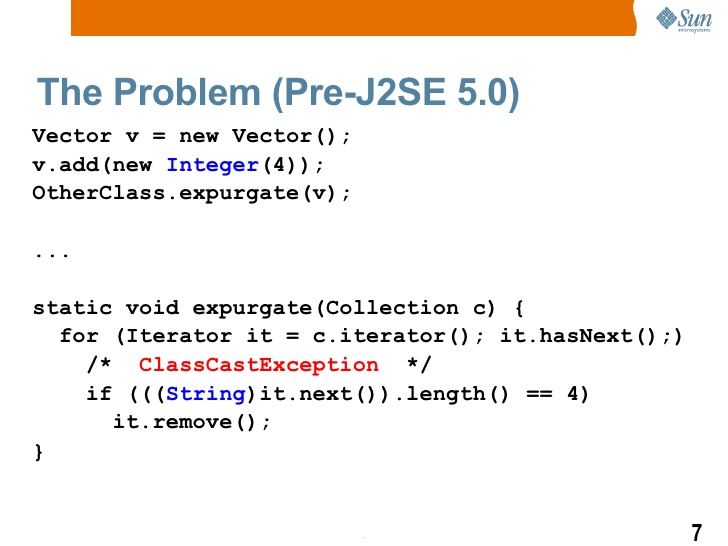 Sun
microsystems
The Problem (Pre-J2SE 5.0)
Vector v = new Vector();
v.add(new Integer(4));
OtherClass.expurgate(v);
...
static void expurgate(Collection c) {
  for (Iterator it = c.iterator(); it.hasNext();)
    /*  ClassCastException  */
    if (((String)it.next()).length() == 4)
      it.remove();
}
7